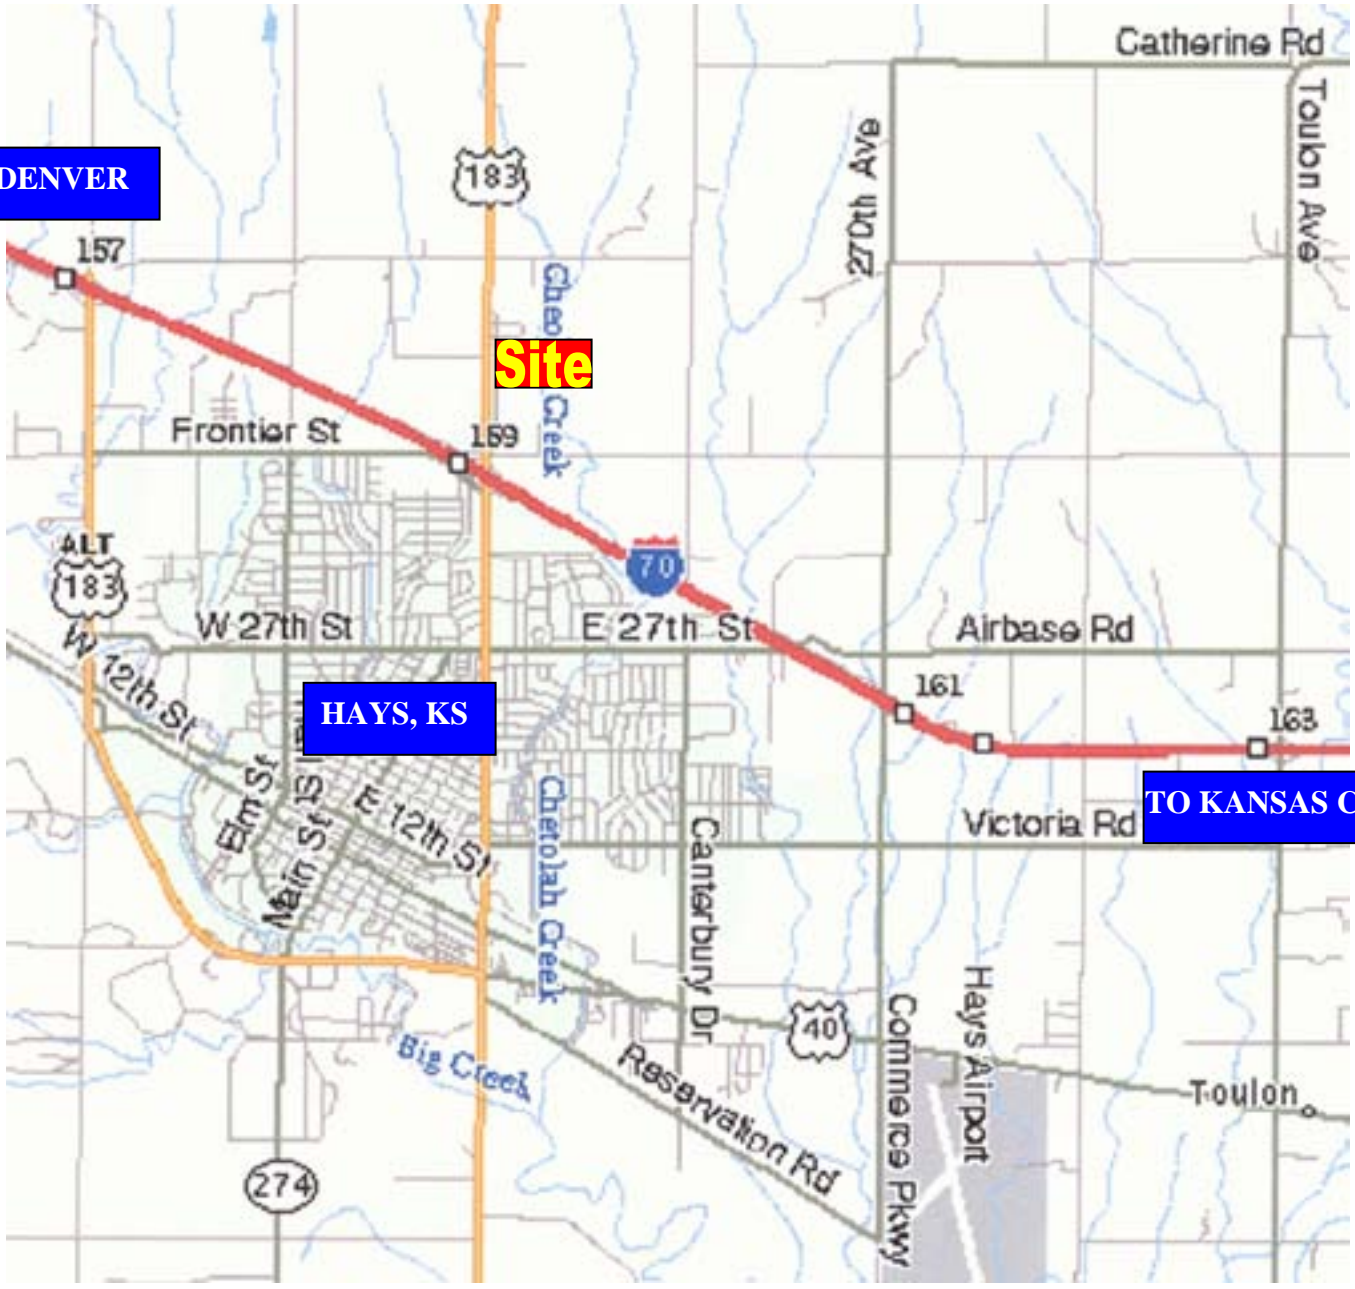 Catherine Rd
Toulon Ave
270th Ave
183
DENVER
157
Site
Creek
Frontier St
159
70
ALT
183
W 27th St
E 27th St
Airbase Rd
W 12th St
161
163
HAYS, KS
TO KANSAS C
Victoria Rd
Elm St
Main St
E 12th St
Chetolah Creek
Canterbury Dr
Hays Airport
Commerce Pkwy
40
Big Creek
Reservation Rd
Toulon
274